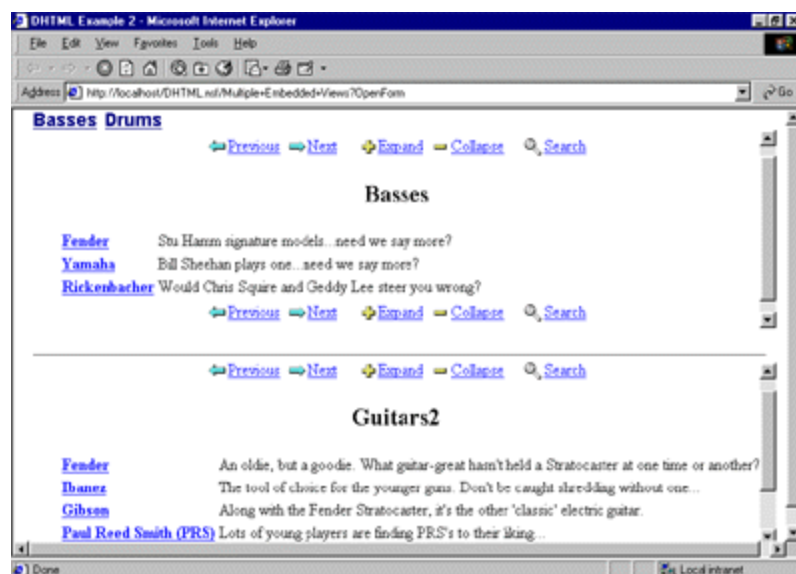 DHTML Example 2 - Microsoft Internet Explorer
File Edit View Favorites Tools Help
Address http://localhost/DHTML.nsf/Multiple+Embedded+Views?OpenForm Go
Basses Drums
Previous Next Expand Collapse Search
Basses
Fender Stu Hamm signature models...need we say more?
Yamaha Bill Sheehan plays one...need we say more?
Rickenbacher Would Chris Squire and Geddy Lee steer you wrong?
Previous Next Expand Collapse Search
Previous Next Expand Collapse Search
Guitars2
Fender An oldie, but a goodie. What guitar-great hasn't held a Stratocaster at one time or another?
Ibanez The tool of choice for the younger guns. Don't be caught shredding without one...
Gibson Along with the Fender Stratocaster, it's the other 'classic' electric guitar.
Paul Reed Smith (PRS) Lots of young players are finding PRS's to their liking...
Done Local intranet